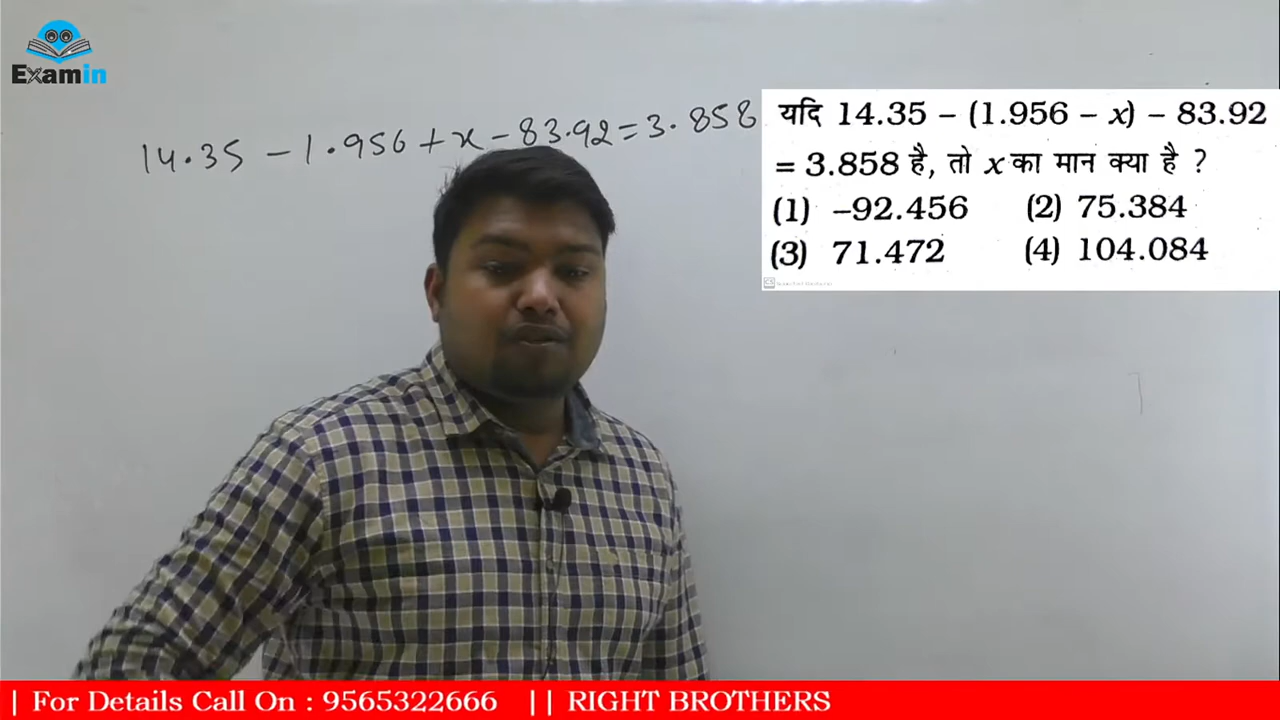 Examin
14.35 - 1.956 + x - 83.92 = 3.858
यदि 14.35 – (1.956 – x) – 83.92
= 3.858 है, तो x का मान क्या है ?
(1) –92.456 (2) 75.384
(3) 71.472 (4) 104.084
| For Details Call On : 9565322666 || RIGHT BROTHERS